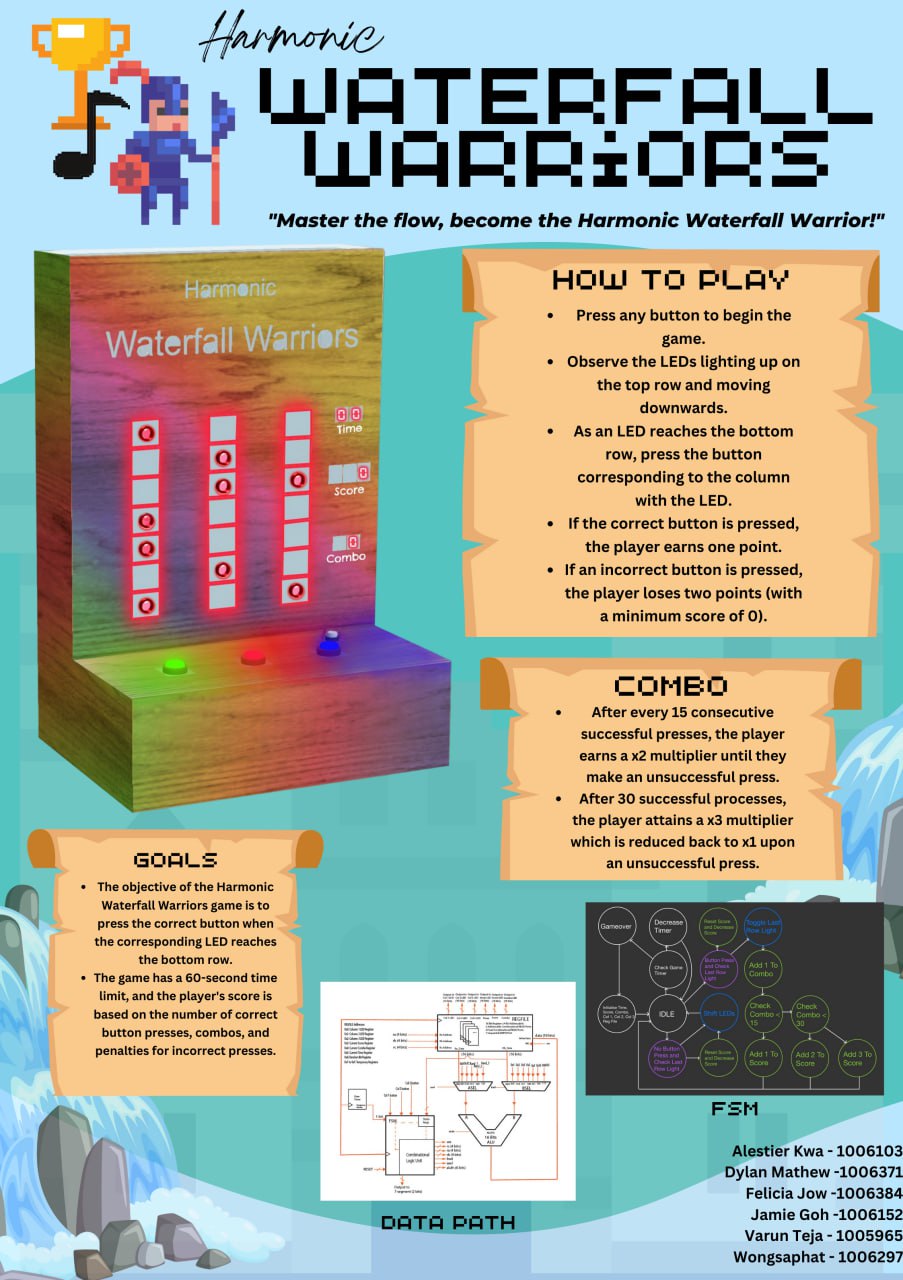 Harmonic
WATERFALL
WARRiORS
"Master the flow, become the Harmonic Waterfall Warrior!"
Harmonic
Waterfall Warriors
Time
Score
Combo
HOW TO PLAY
• Press any button to begin the
game.
• Observe the LEDs lighting up on
the top row and moving
downwards.
• As an LED reaches the bottom
row, press the button
corresponding to the column
with the LED.
• If the correct button is pressed,
the player earns one point.
• If an incorrect button is pressed,
the player loses two points (with
a minimum score of 0).
COMBO
• After every 15 consecutive
successful presses, the player
earns a x2 multiplier until they
make an unsuccessful press.
• After 30 successful processes,
the player attains a x3 multiplier
which is reduced back to x1 upon
an unsuccessful press.
GOALS
• The objective of the Harmonic
Waterfall Warriors game is to
press the correct button when
the corresponding LED reaches
the bottom row.
• The game has a 60-second time
limit, and the player's score is
based on the number of correct
button presses, combos, and
penalties for incorrect presses.
REGFILE
ASEL
BSEL
16 Bits
ALU
FSM
Combinational
Logic Unit
RESET
DATA PATH
Gameover
Decrease
Timer
Reset Score
and Decrease
Score
Toggle Last
Row Light
Check Game
Timer
Button Press
and Check
Last Row
Light
Add 1 To
Combo
IDLE
Shift LEDs
Check
Combo <
15
Check
Combo <
30
No Button
Press and
Check Last
Row Light
Reset Score
and Decrease
Score
Add 1 To
Score
Add 2 To
Score
Add 3 To
Score
FSM
Alestier Kwa - 1006103
Dylan Mathew -1006371
Felicia Jow -1006384
Jamie Goh -1006152
Varun Teja - 1005965
Wongsaphat - 1006297